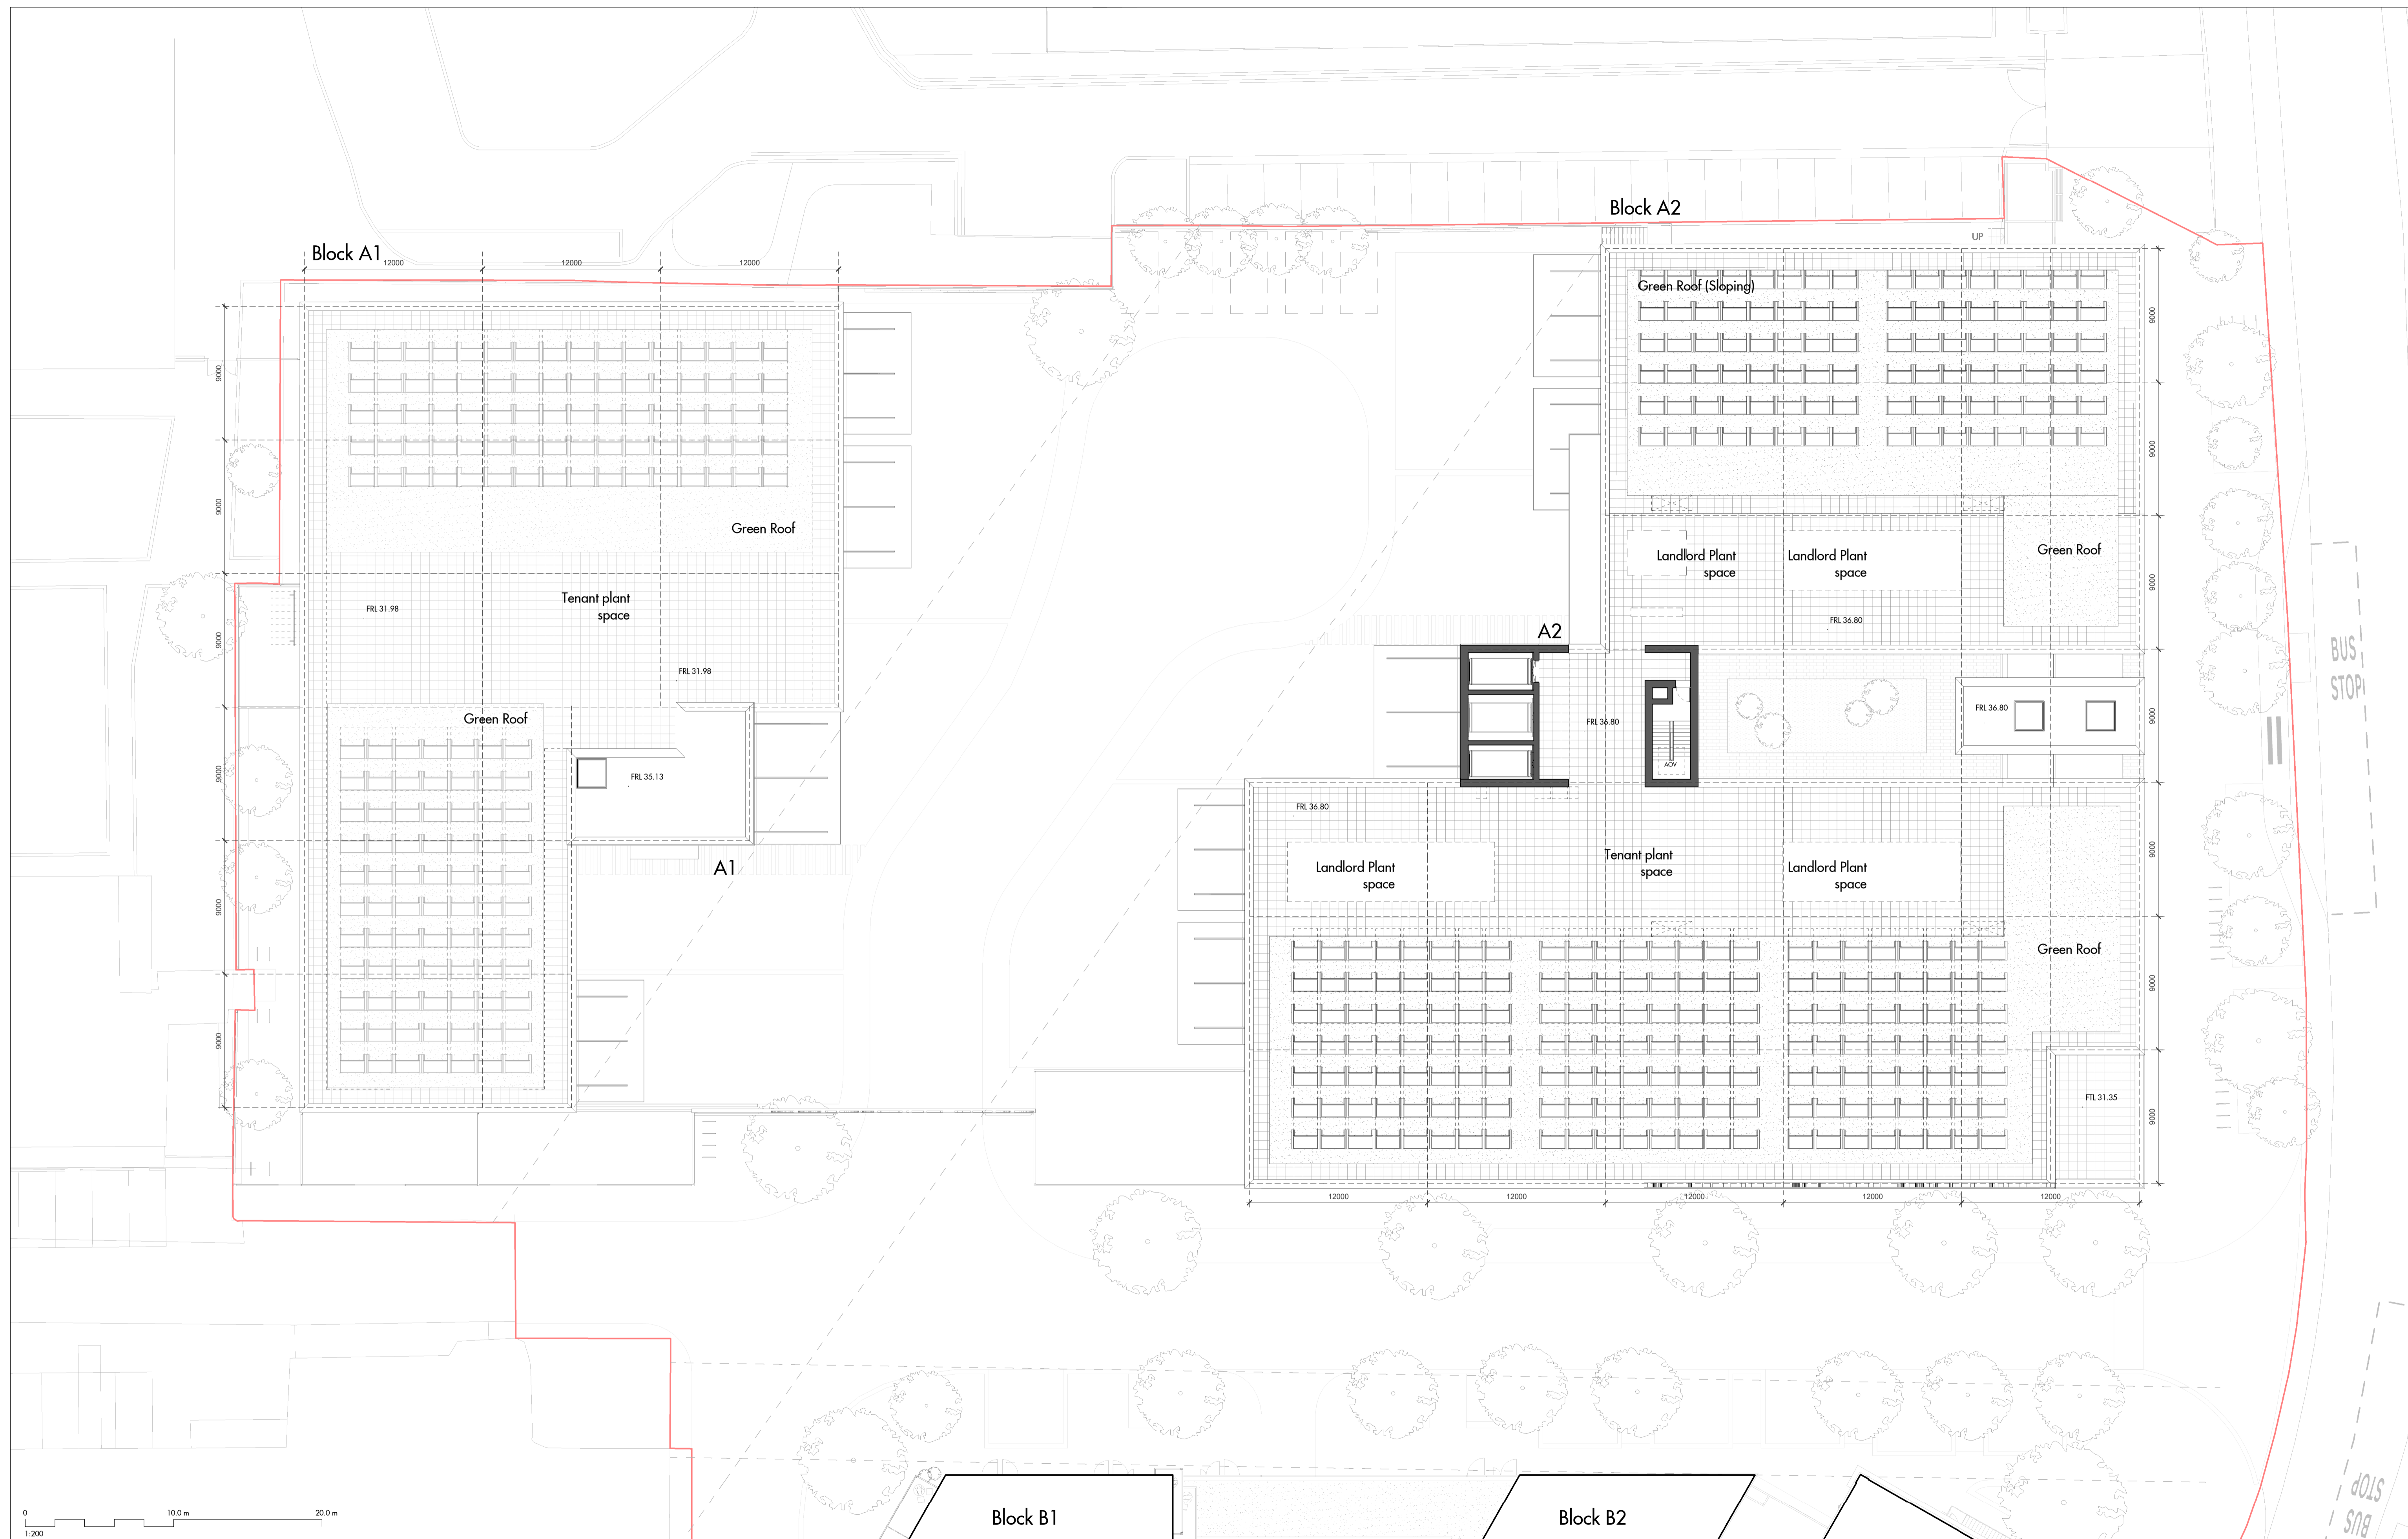 Block A2
UP
Block A1
12000
12000
12000
Green Roof (Sloping)
9000
9000
9000
9000
Green Roof
Green Roof
Landlord Plant
space
Landlord Plant
space
9000
Tenant plant
space
FRL 31.98
FRL 36.80
A2
9000
FRL 31.98
BUS
STOP
Green Roof
FRL 36.80
FRL 36.80
9000
AOV
FRL 35.13
9000
FRL 36.80
A1
Landlord Plant
space
Tenant plant
space
Landlord Plant
space
9000
9000
Green Roof
9000
9000
FTL 31.35
9000
12000
12000
12000
12000
12000
BUS
STOP
Block B1
Block B2
0
10.0 m
20.0 m
1:200